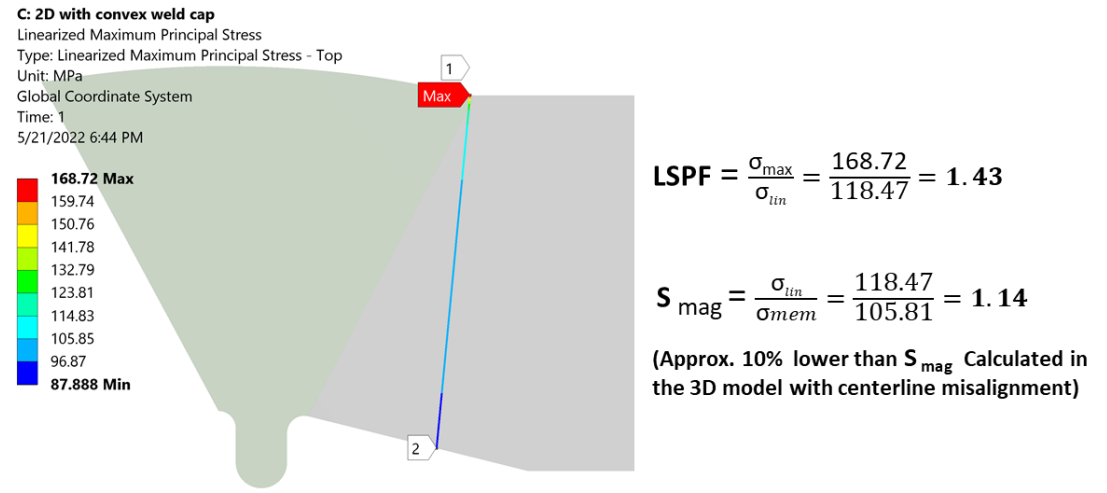 C: 2D with convex weld cap
Linearized Maximum Principal Stress
Type: Linearized Maximum Principal Stress - Top
Unit: MPa
Global Coordinate System
Time: 1
5/21/2022 6:44 PM
168.72 Max
159.74
150.76
141.78
132.79
123.81
114.83
105.85
96.87
87.888 Min
1
Max
2
LSPF = σmax / σlin = 168.72 / 118.47 = 1.43
S mag = σlin / σmem = 118.47 / 105.81 = 1.14
(Approx. 10% lower than S mag Calculated in
the 3D model with centerline misalignment)